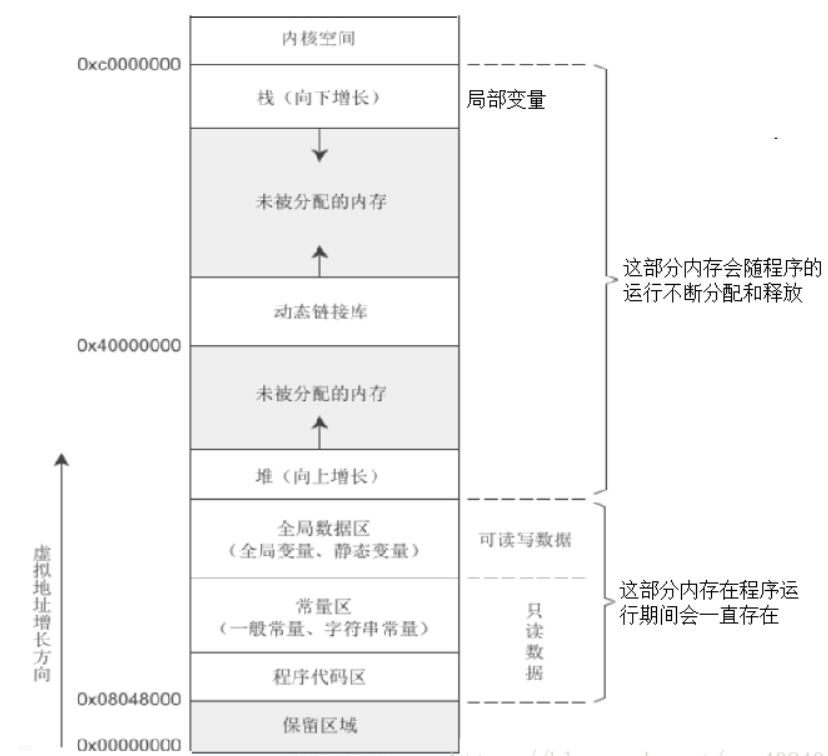 内核空间
0xc0000000
栈（向下增长）
局部变量
未被分配的内存
这部分内存会随程序的
运行不断分配和释放
动态链接库
0x40000000
未被分配的内存
堆（向上增长）
全局数据区
（全局变量、静态变量）
可读写数据
这部分内存在程序运
行期间会一直存在
常量区
（一般常量、字符串常量）
只读数据
虚拟地址增长方向
程序代码区
0x08048000
保留区域
0x00000000